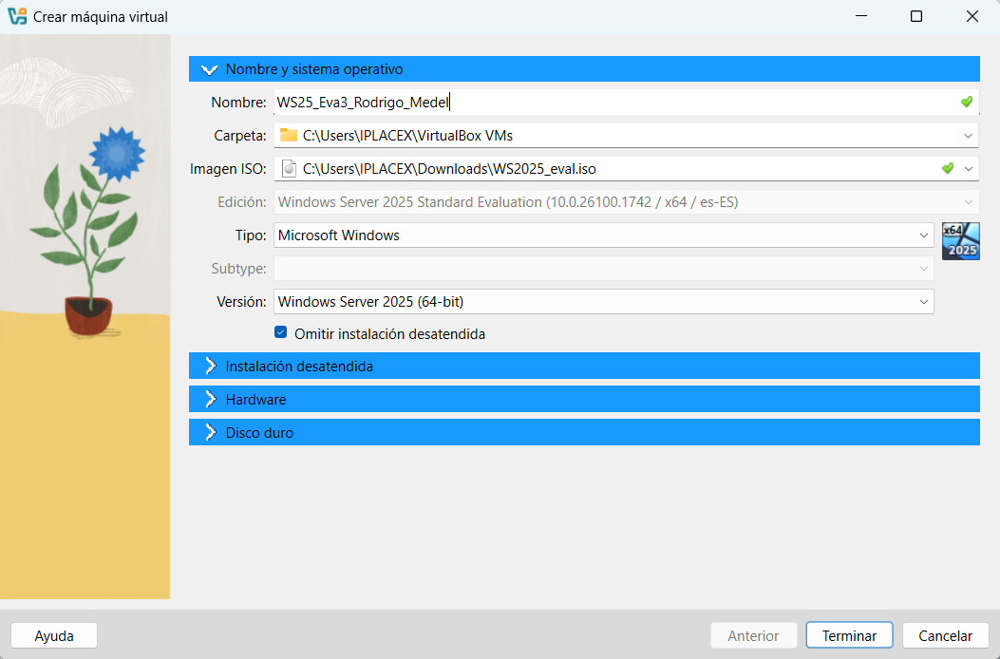 Crear máquina virtual
Nombre y sistema operativo
Nombre: WS25_Eva3_Rodrigo_Medel
Carpeta: C:\Users\IPLACEX\VirtualBox VMs
Imagen ISO: C:\Users\IPLACEX\Downloads\WS2025_eval.iso
Edición: Windows Server 2025 Standard Evaluation (10.0.26100.1742 / x64 / es-ES)
Tipo: Microsoft Windows
x64
2025
Subtype:
Versión: Windows Server 2025 (64-bit)
Omitir instalación desatendida
Instalación desatendida
Hardware
Disco duro
Ayuda Anterior Terminar Cancelar